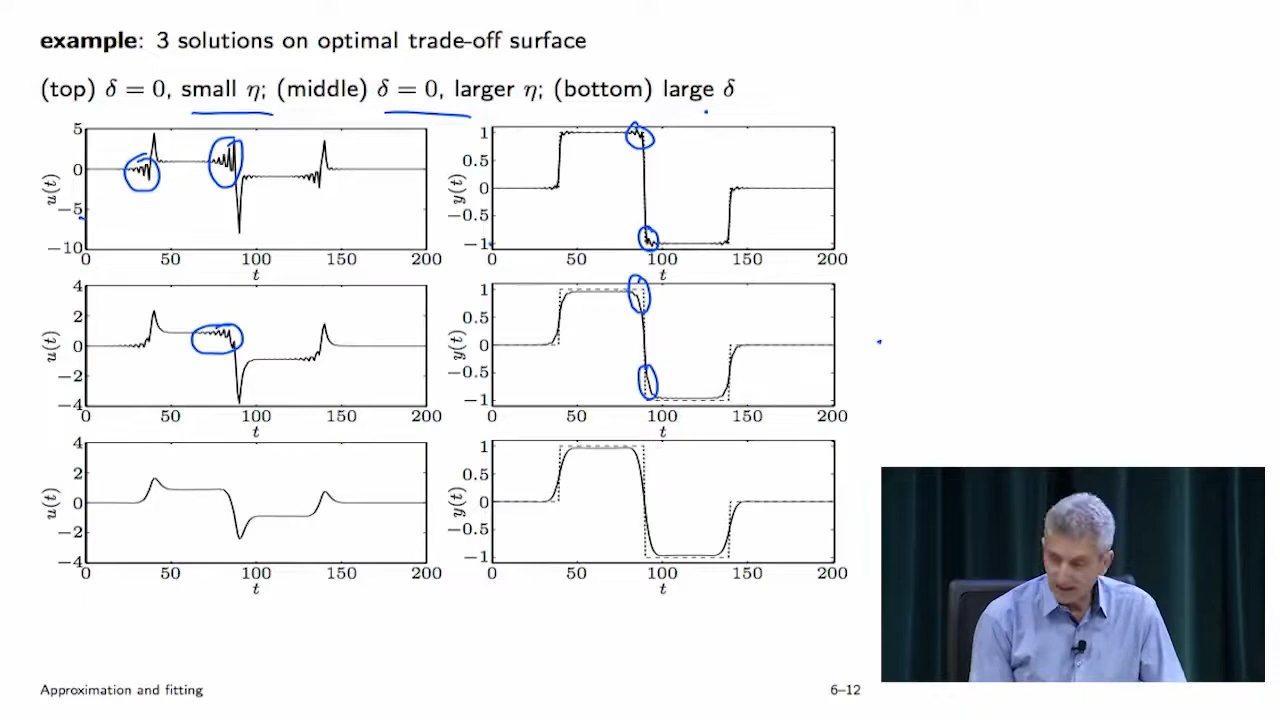 example: 3 solutions on optimal trade-off surface
(top) δ = 0, small η; (middle) δ = 0, larger η; (bottom) large δ
5
0
−5
−10
u(t)
0 50 100 150 200
t
1
0.5
0
−0.5
−1
y(t)
0 50 100 150 200
t
4
2
0
−2
−4
u(t)
0 50 100 150 200
t
1
0.5
0
−0.5
−1
y(t)
0 50 100 150 200
t
4
2
0
−2
−4
u(t)
0 50 100 150 200
t
1
0.5
0
−0.5
−1
y(t)
0 50 100 150 200
t
Approximation and fitting 6–12